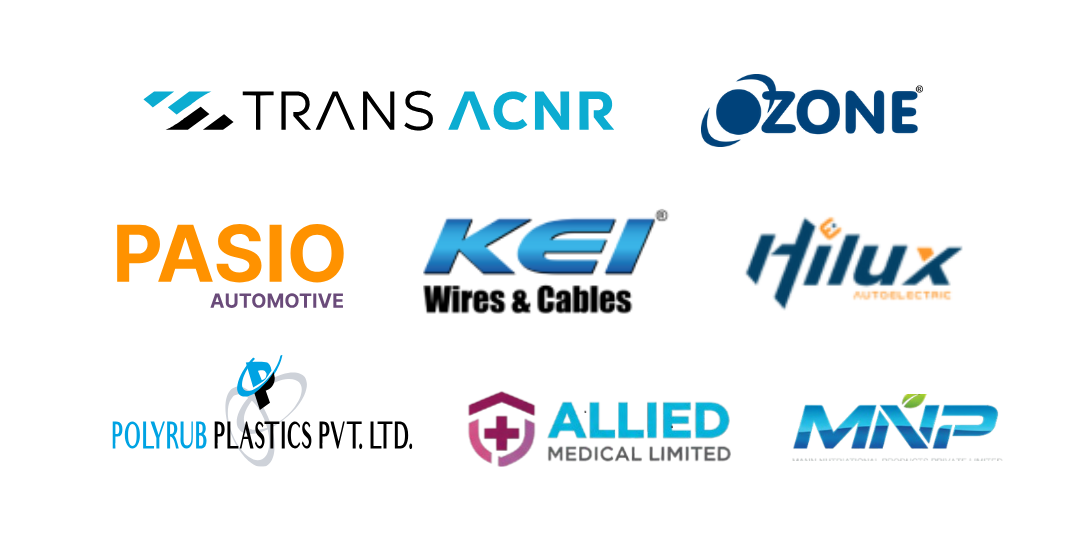 TRANS ACNR
OZONE®
PASIO
AUTOMOTIVE
KEI®
Wires & Cables
Hilux
AUTOELECTRIC
P
POLYRUB PLASTICS PVT. LTD.
ALLIED
MEDICAL LIMITED
MNP